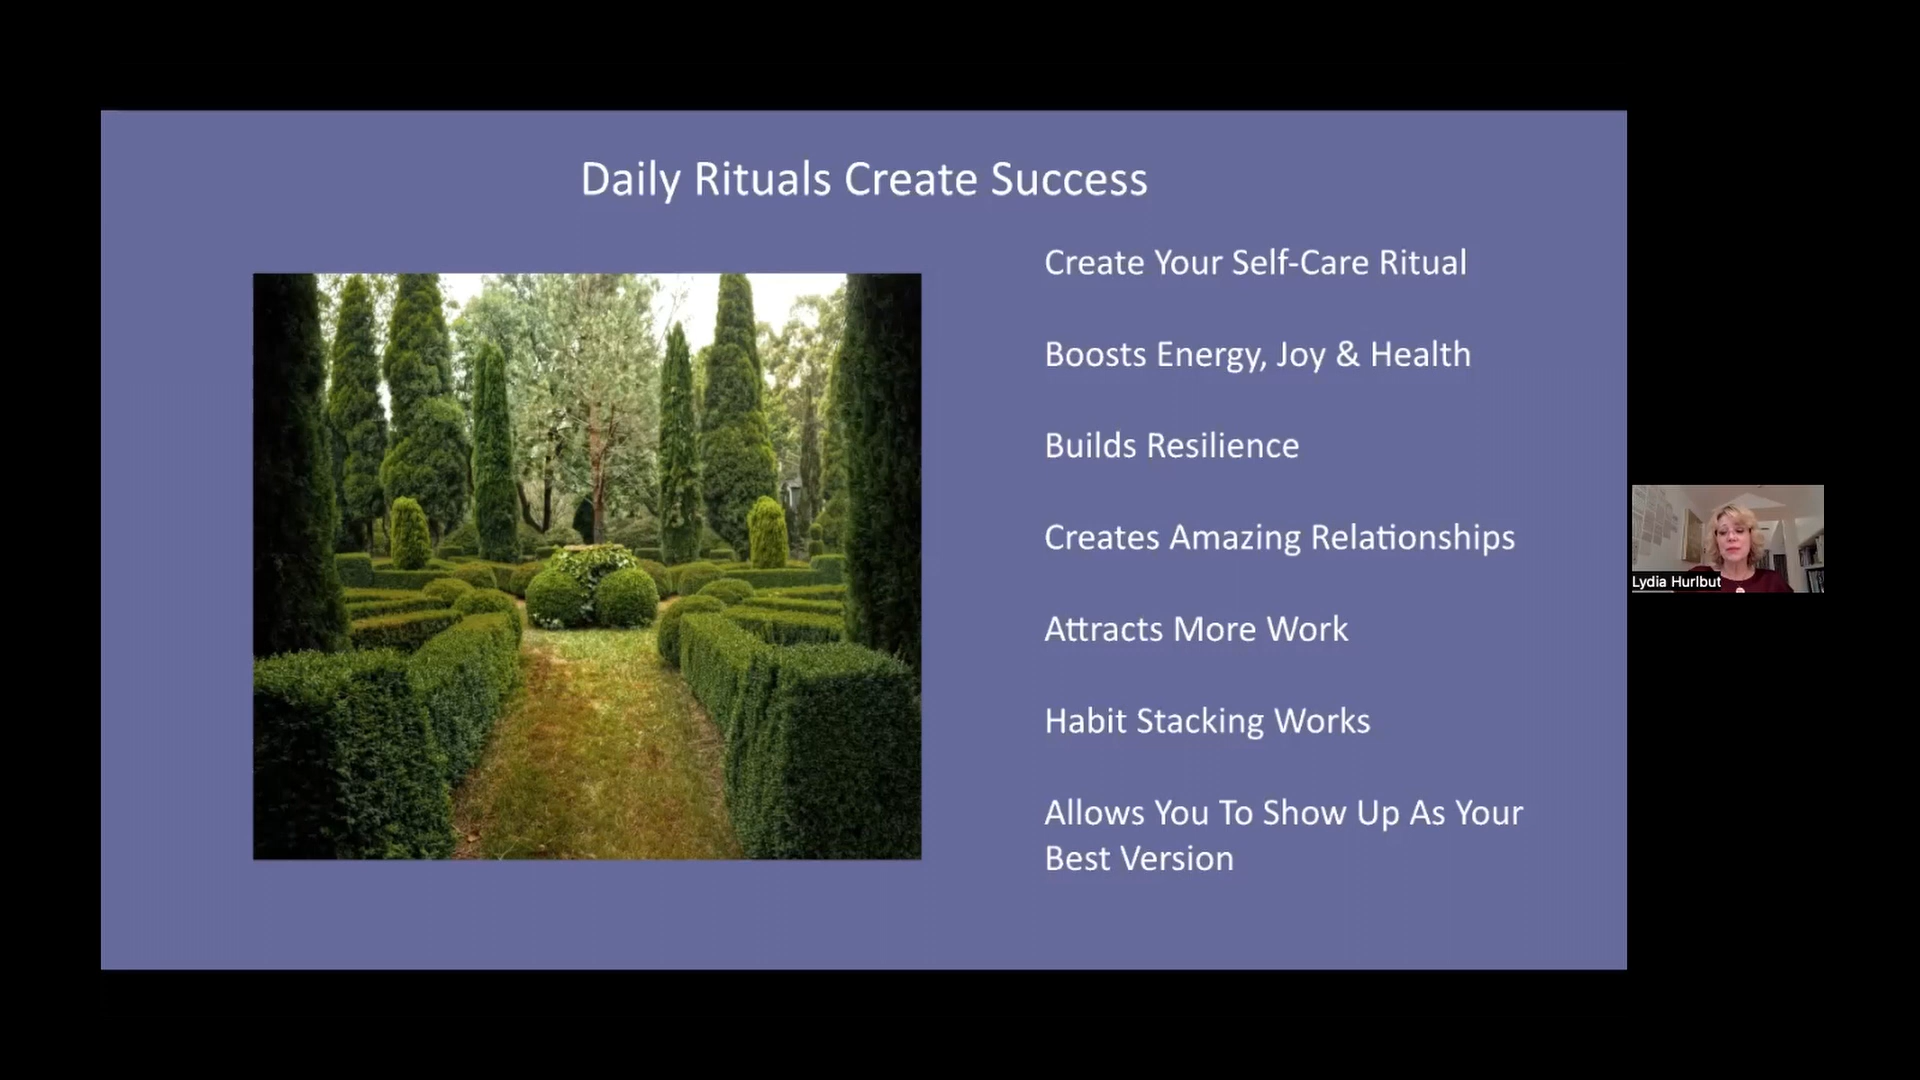 Daily Rituals Create Success
Create Your Self-Care Ritual
Boosts Energy, Joy & Health
Builds Resilience
Creates Amazing Relationships
Attracts More Work
Habit Stacking Works
Allows You To Show Up As Your
Best Version
Lydia Hurlbut